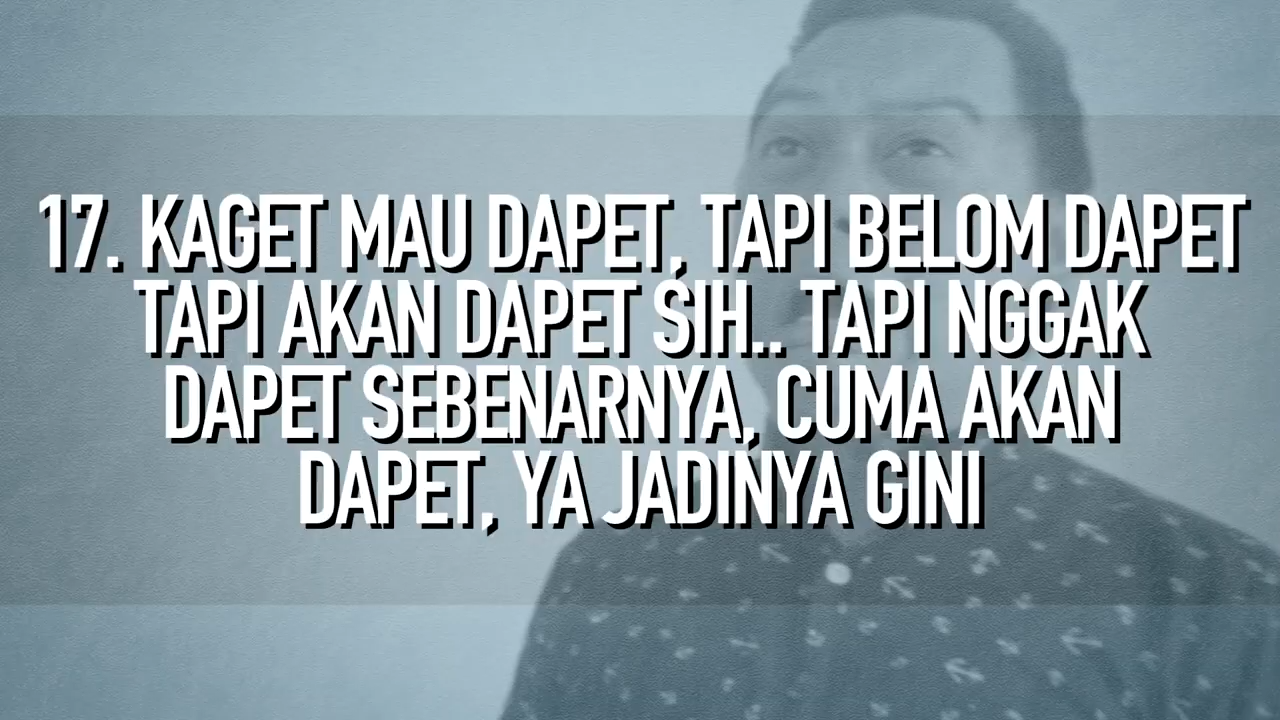 17. KAGET MAU DAPET, TAPI BELOM DAPET
TAPI AKAN DAPET SIH.. TAPI NGGAK
DAPET SEBENARNYA, CUMA AKAN
DAPET, YA JADINYA GINI